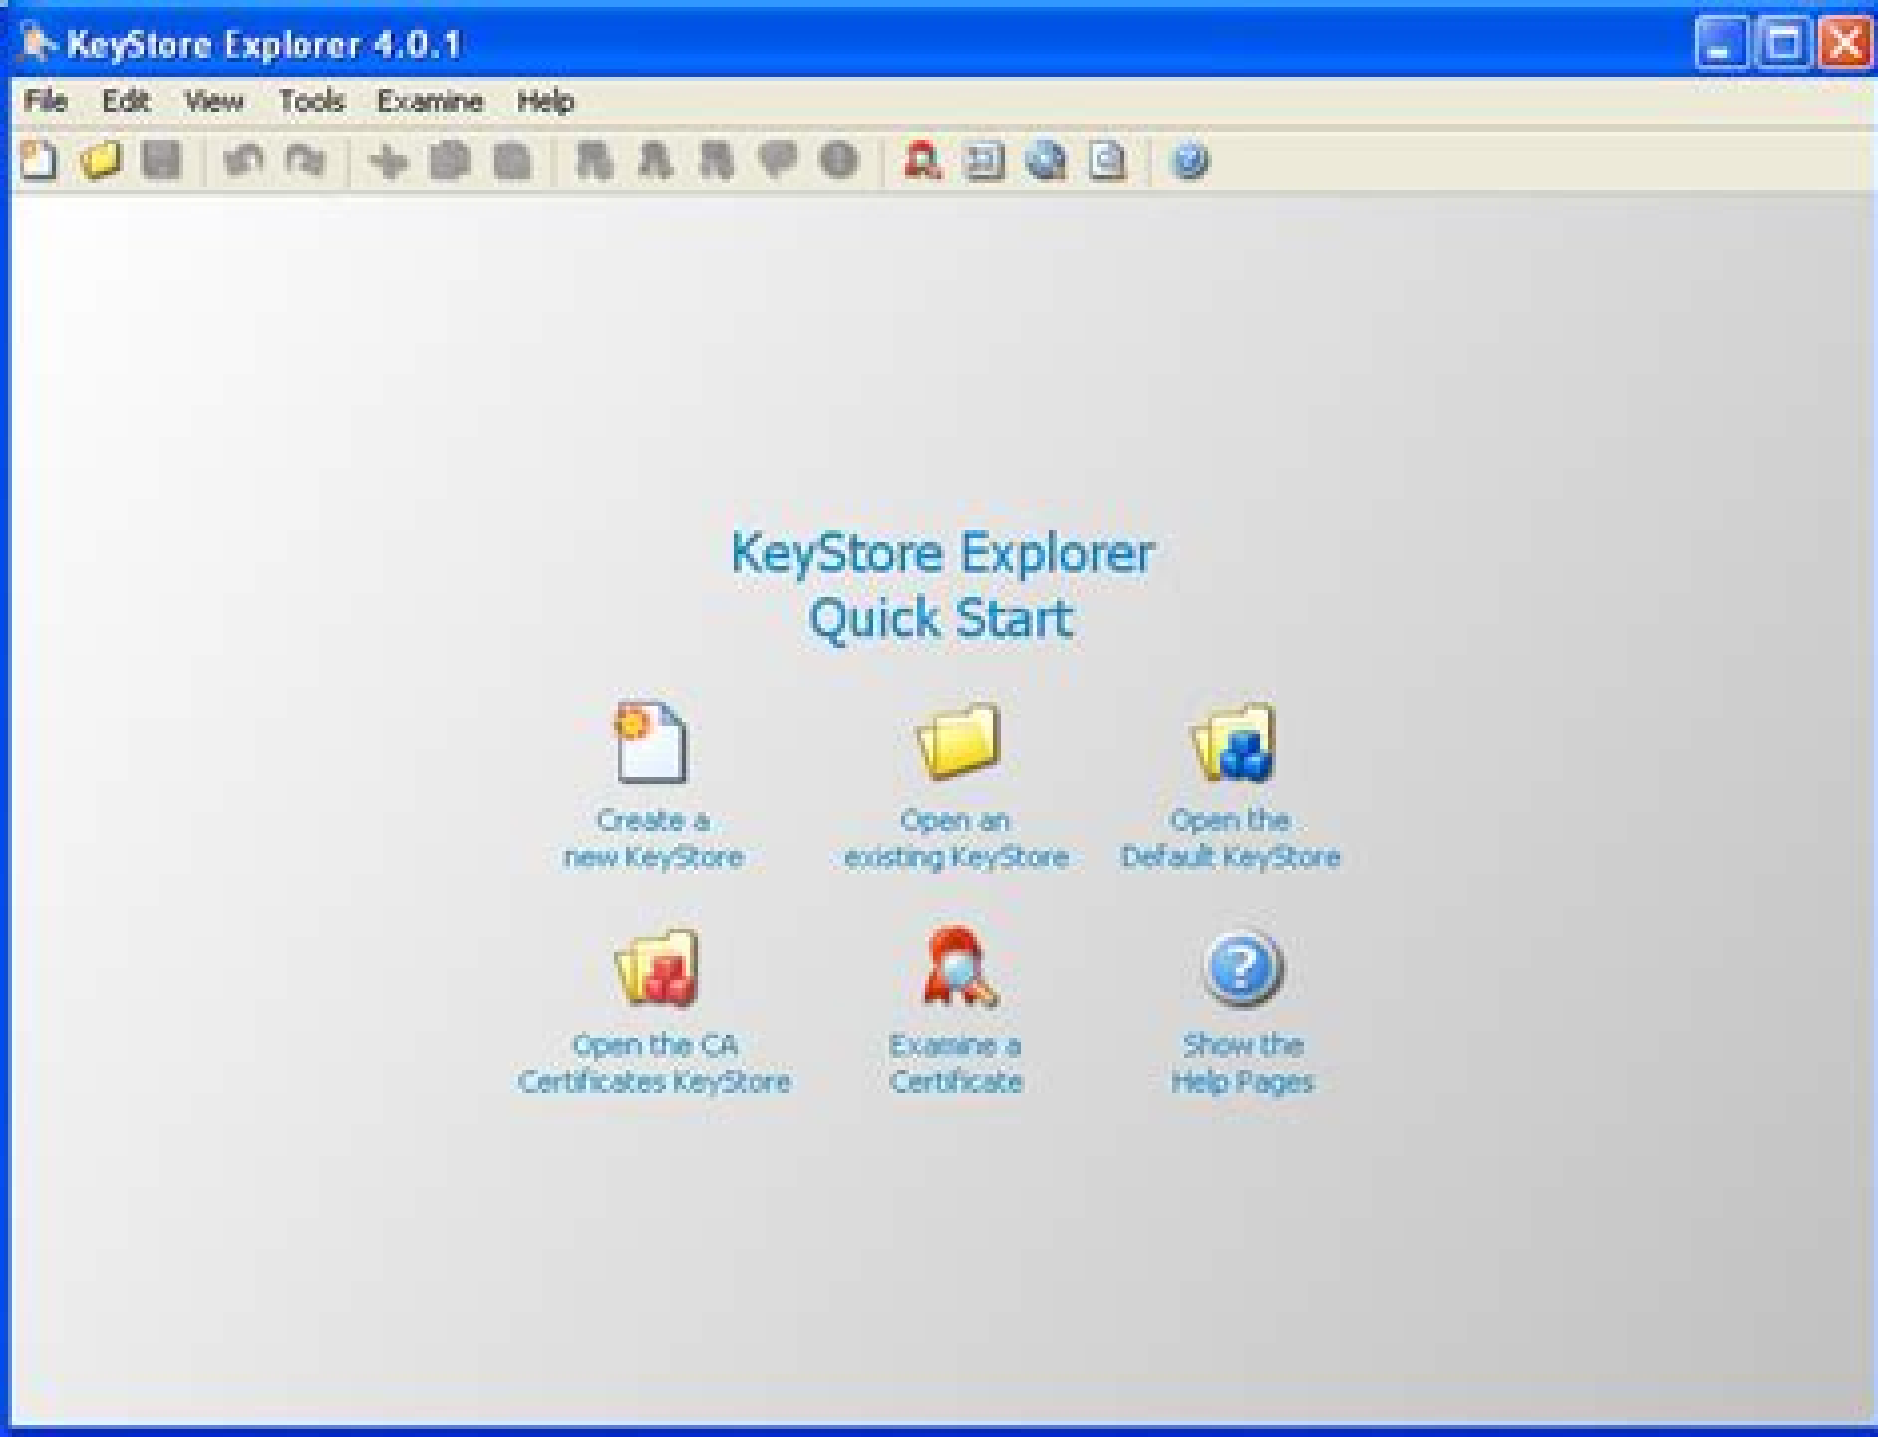 KeyStore Explorer 4.0.1
File Edit View Tools Examine Help
KeyStore Explorer
Quick Start
Create a
new KeyStore
Open an
existing KeyStore
Open the
Default KeyStore
Open the CA
Certificates KeyStore
Examine a
Certificate
Show the
Help Pages